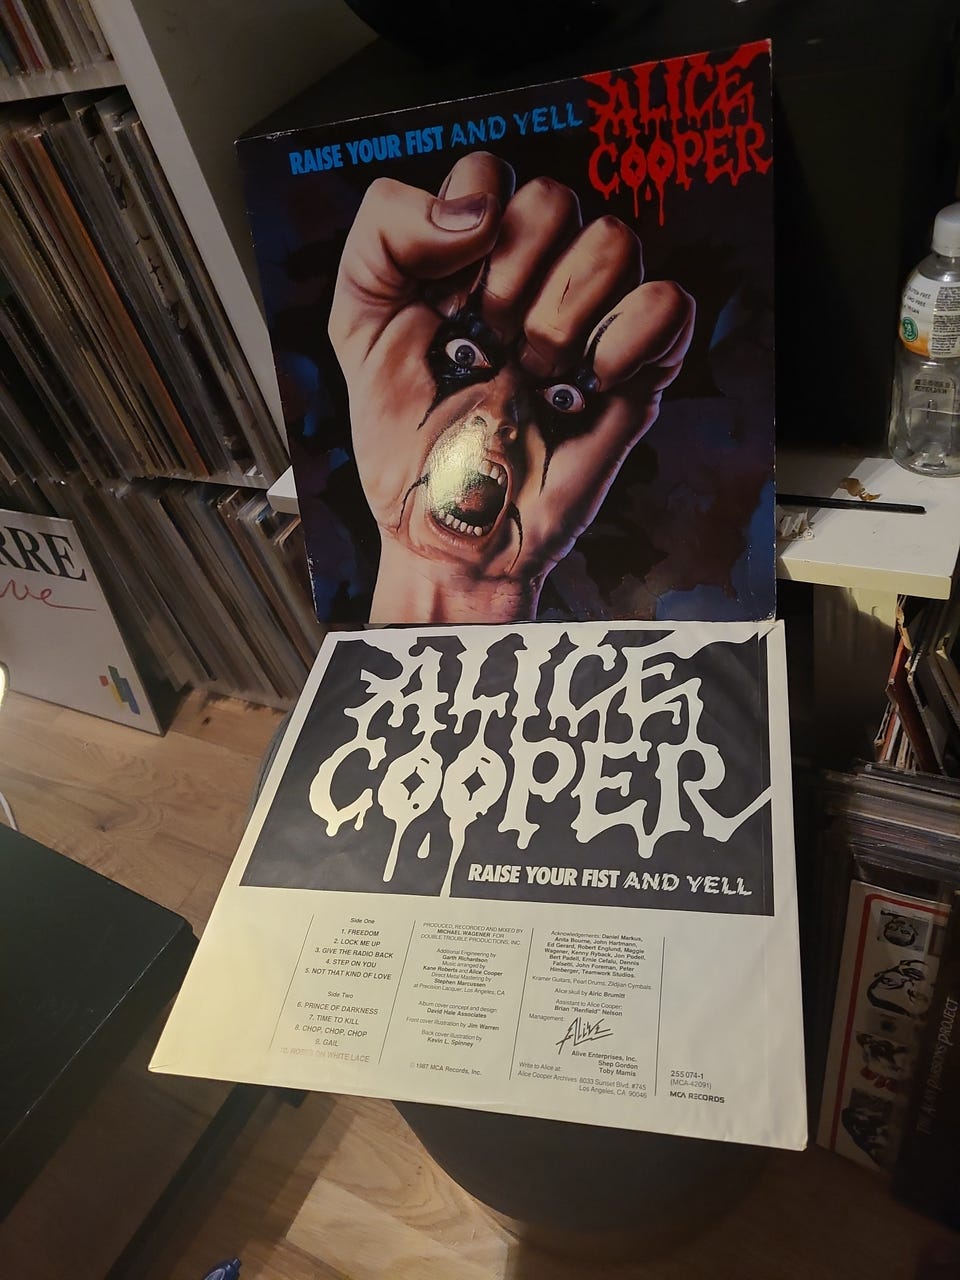 RAISE YOUR FIST AND YELL
ALICE
COOPER
RRE
ALICE
COOPER
RAISE YOUR FIST AND YELL
Side One
1. FREEDOM
2. LOCK ME UP
3. GIVE THE RADIO BACK
4. STEP ON YOU
5. NOT THAT KIND OF LOVE
Side Two
6. PRINCE OF DARKNESS
7. TIME TO KILL
8. CHOP, CHOP, CHOP
9. GAIL
10. ROSES ON WHITE LACE
PRODUCED, RECORDED AND MIXED BY
MICHAEL WAGENER FOR
DOUBLE TROUBLE PRODUCTIONS, INC.
Additional Engineering by
Garth Richardson
Music arranged by
Kane Roberts and Alice Cooper
Direct Metal Mastering by
Stephen Marcussen
at Precision Lacquer, Los Angeles, CA
Album cover concept and design:
David Hale Associates
Front cover illustration by Jim Warren
Back cover illustration by
Kevin L. Spinney
© 1987 MCA Records, Inc.
Acknowledgements: Daniel Markus,
Anita Bourne, John Hartmann,
Ed Gerard, Robert Englund, Maggie
Wagener, Kenny Ryback, Jon Podell,
Bert Padell, Ernie Cefalu, Dennis
Falsetti, John Foreman, Peter
Himberger, Teamwork Studios.
Kramer Guitars, Pearl Drums, Zildjian Cymbals.
Alice skull by Alric Brumitt
Assistant to Alice Cooper:
Brian "Renfield" Nelson
Management:
Alive
Alive Enterprises, Inc.
Shep Gordon
Toby Mamis
Write to Alice at:
Alice Cooper Archives 8033 Sunset Blvd. #745
Los Angeles, CA 90046
255 074-1
(MCA-42091)
MCA RECORDS
THE ALAN PARSONS PROJECT